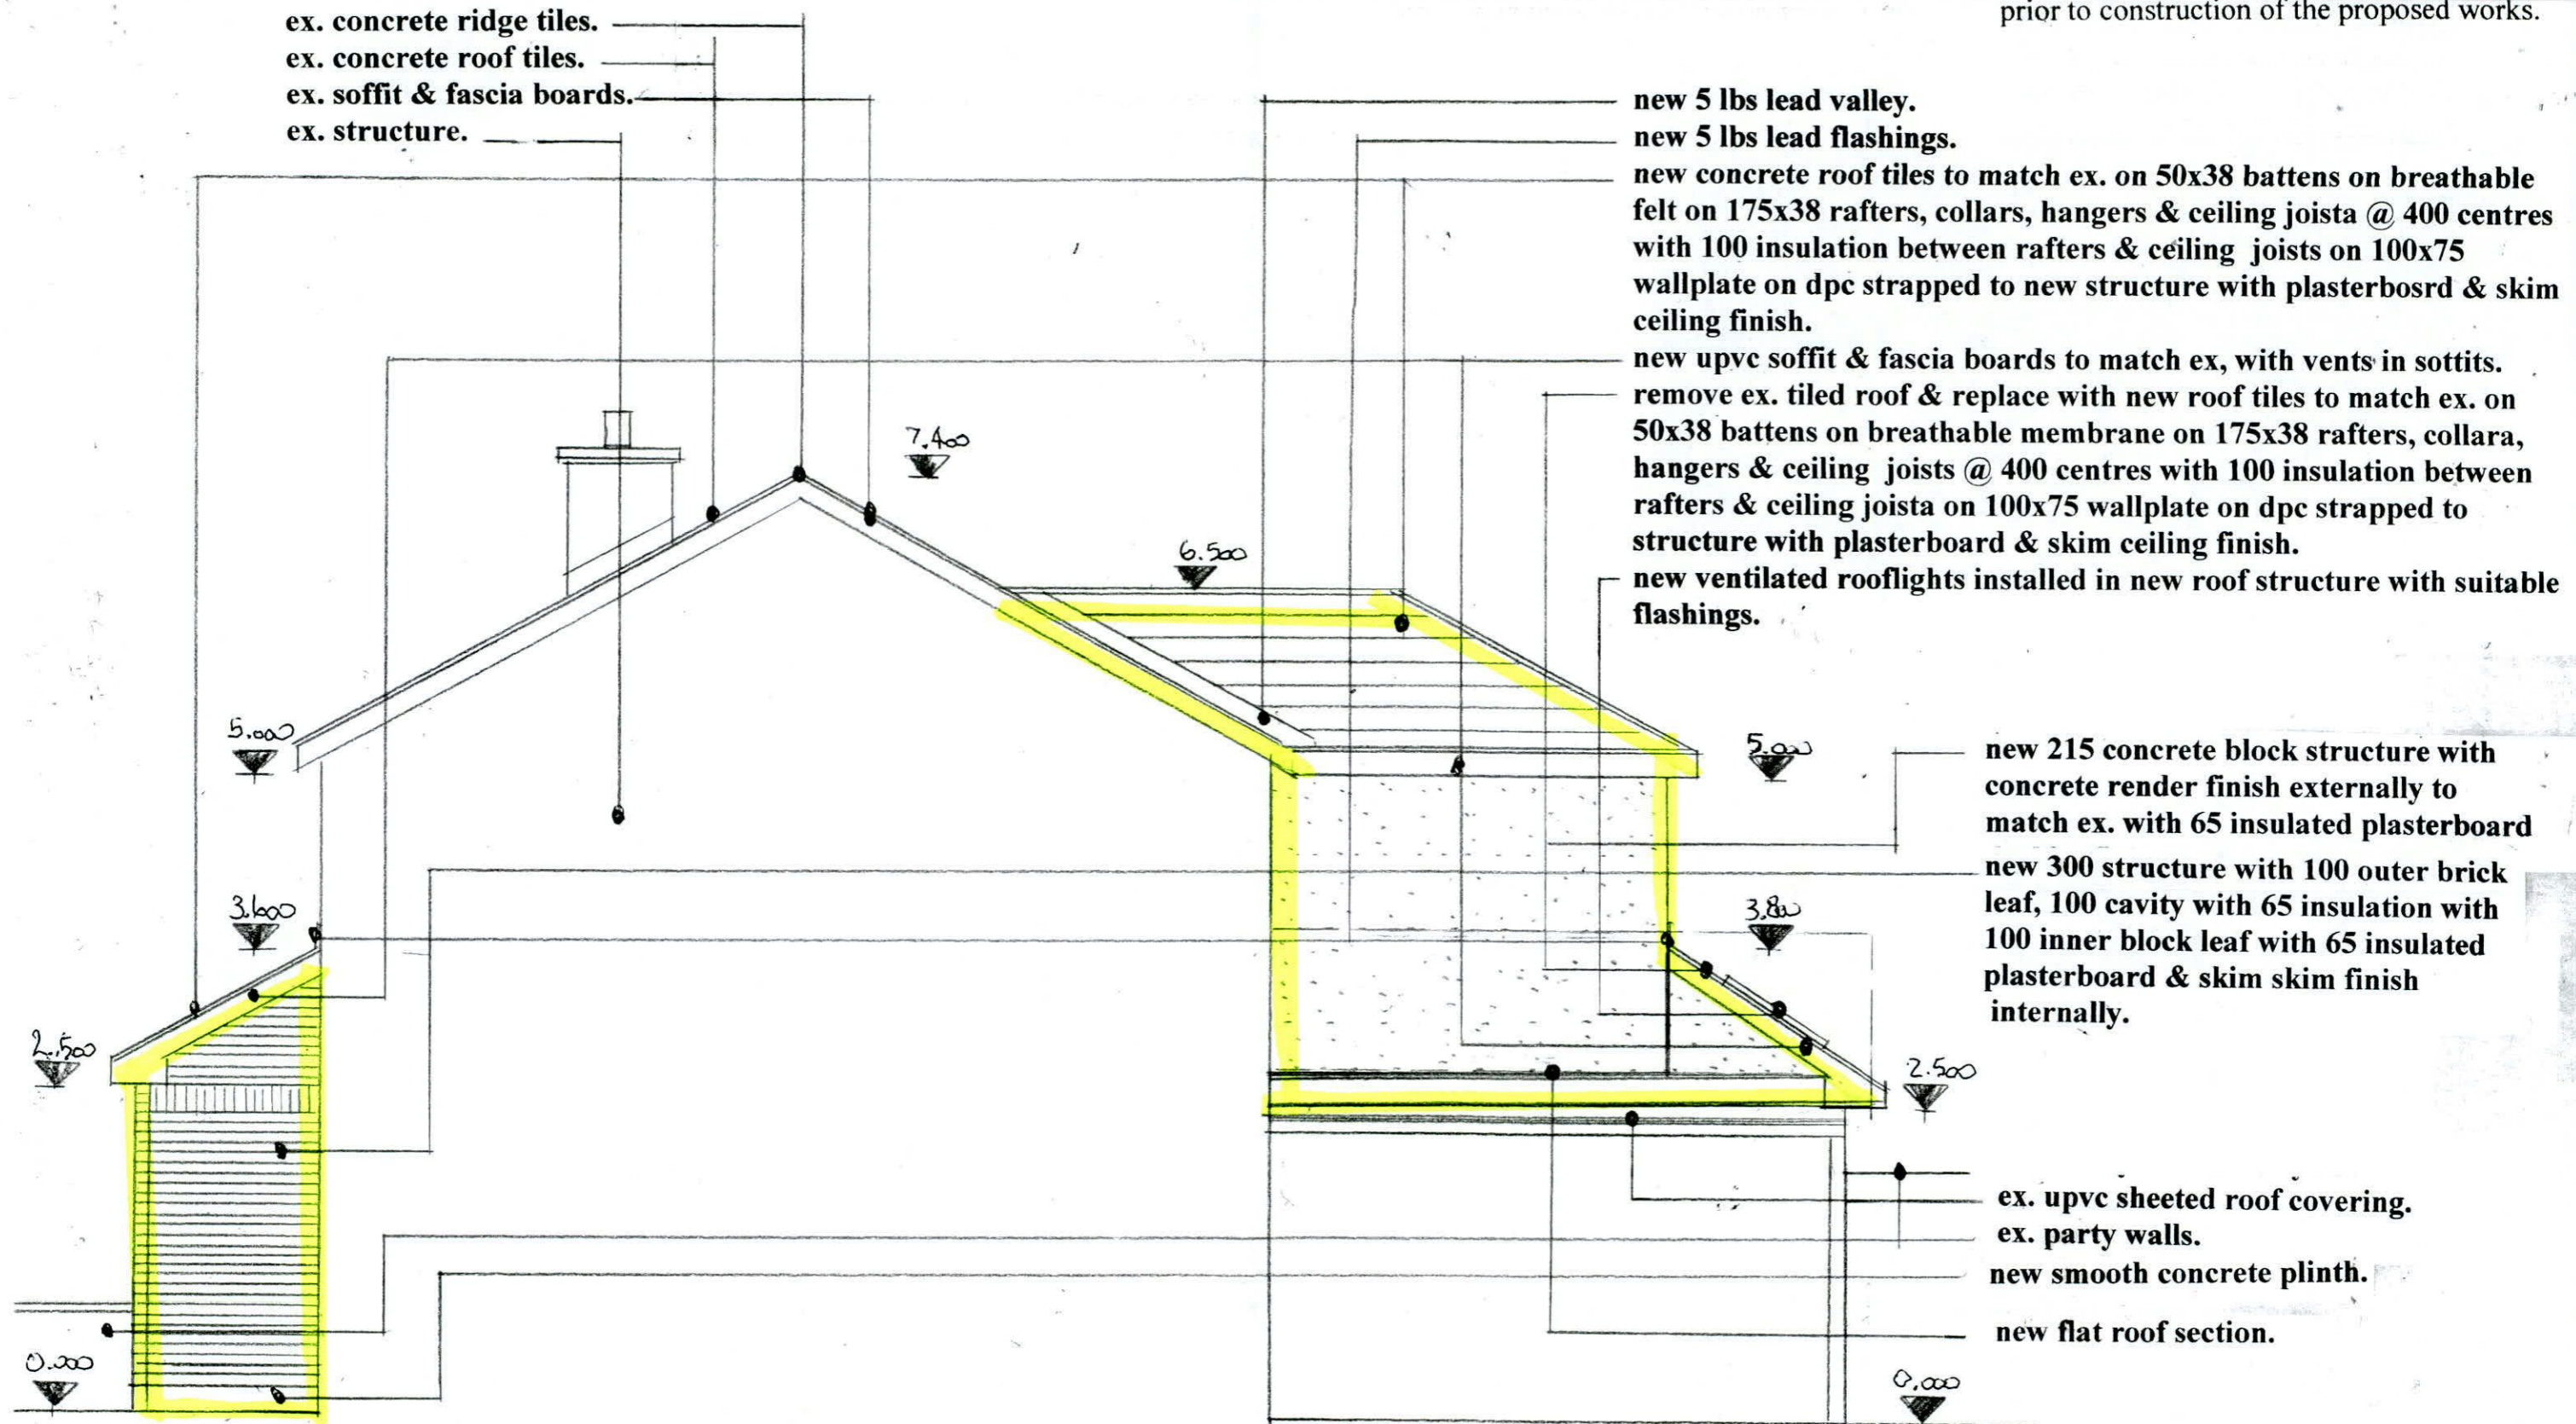 prior to construction of the proposed works.
ex. concrete ridge tiles.
ex. concrete roof tiles.
ex. soffit & fascia boards.
ex. structure.
new 5 lbs lead valley.
new 5 lbs lead flashings.
new concrete roof tiles to match ex. on 50x38 battens on breathable
felt on 175x38 rafters, collars, hangers & ceiling joista @ 400 centres
with 100 insulation between rafters & ceiling joists on 100x75
wallplate on dpc strapped to new structure with plasterbosrd & skim
ceiling finish.
new upvc soffit & fascia boards to match ex, with vents in sottits.
remove ex. tiled roof & replace with new roof tiles to match ex. on
50x38 battens on breathable membrane on 175x38 rafters, collara,
hangers & ceiling joists @ 400 centres with 100 insulation between
rafters & ceiling joista on 100x75 wallplate on dpc strapped to
structure with plasterboard & skim ceiling finish.
new ventilated rooflights installed in new roof structure with suitable
flashings.
7.400
6.500
5.000
5.000
new 215 concrete block structure with
concrete render finish externally to
match ex. with 65 insulated plasterboard
new 300 structure with 100 outer brick
leaf, 100 cavity with 65 insulation with
100 inner block leaf with 65 insulated
plasterboard & skim skim finish
internally.
3.600
3.800
2.500
2.500
ex. upvc sheeted roof covering.
ex. party walls.
new smooth concrete plinth.
new flat roof section.
0.000
0.000